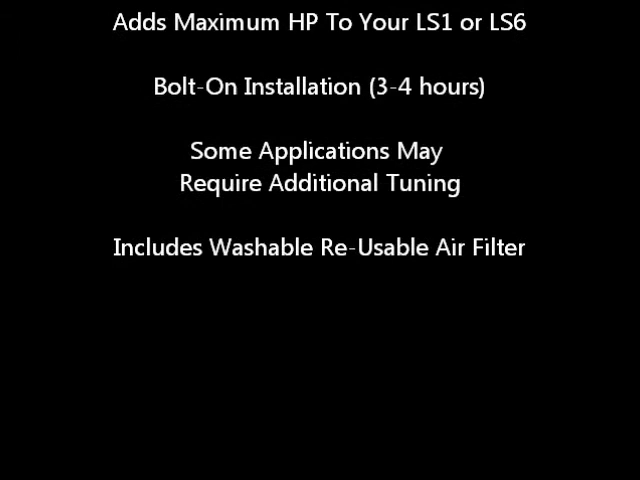 Adds Maximum HP To Your LS1 or LS6
Bolt-On Installation (3-4 hours)
Some Applications May
Require Additional Tuning
Includes Washable Re-Usable Air Filter